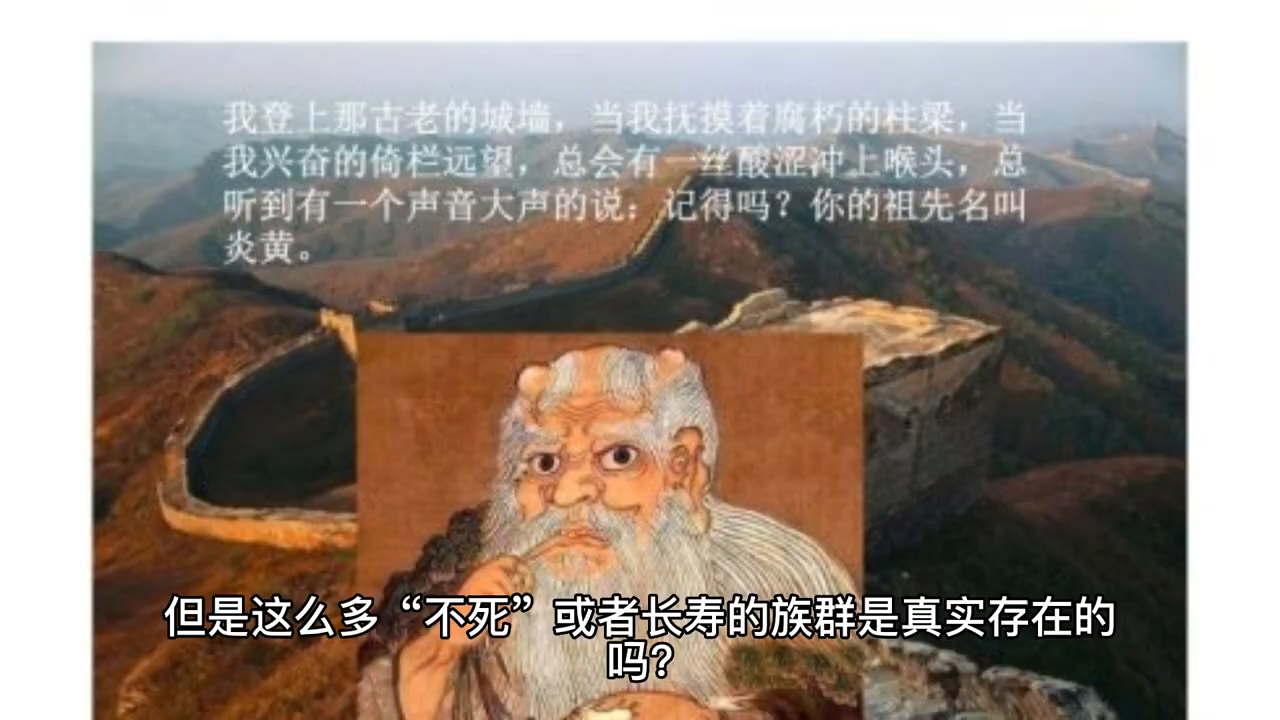 我登上那古老的城墙，当我抚摸着腐朽的柱梁，当
我兴奋的倚栏远望，总会有一丝酸涩冲上喉头，总
听到有一个声音大声的说：记得吗？你的祖先名叫
炎黄。
但是这么多“不死”或者长寿的族群是真实存在的
吗？